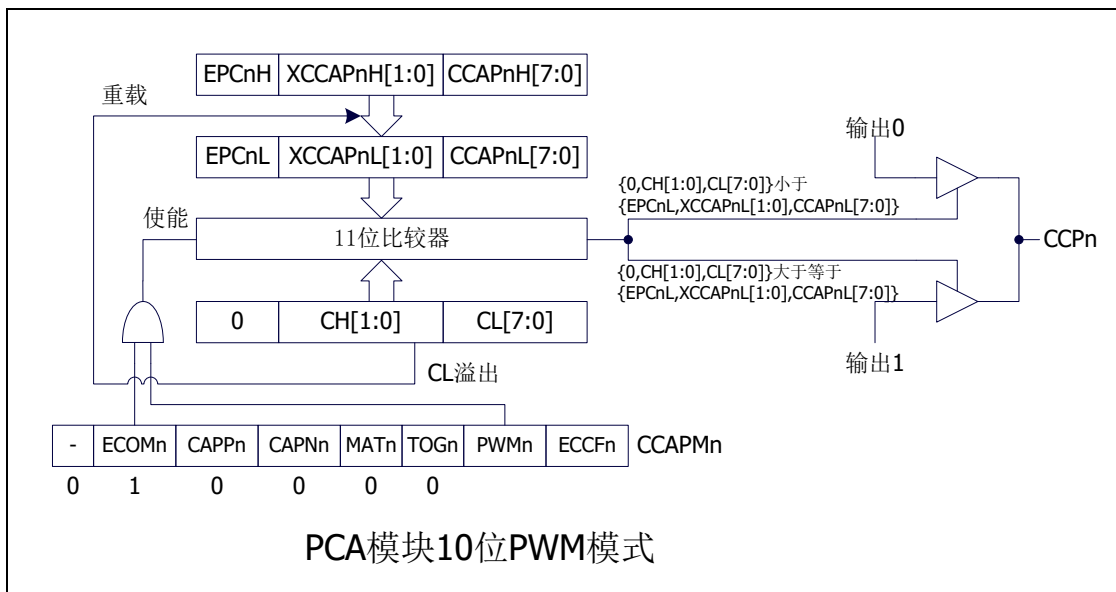 EPCnH XCCAPnH[1:0] CCAPnH[7:0]
重载
输出0
EPCnL XCCAPnL[1:0] CCAPnL[7:0]
{0,CH[1:0],CL[7:0]}小于
{EPCnL,XCCAPnL[1:0],CCAPnL[7:0]}
使能
11位比较器
CCPn
{0,CH[1:0],CL[7:0]}大于等于
{EPCnL,XCCAPnL[1:0],CCAPnL[7:0]}
0 CH[1:0] CL[7:0]
输出1
CL溢出
- ECOMn CAPPn CAPNn MATn TOGn PWMn ECCFn CCAPMn
0 1 0 0 0 0
PCA模块10位PWM模式